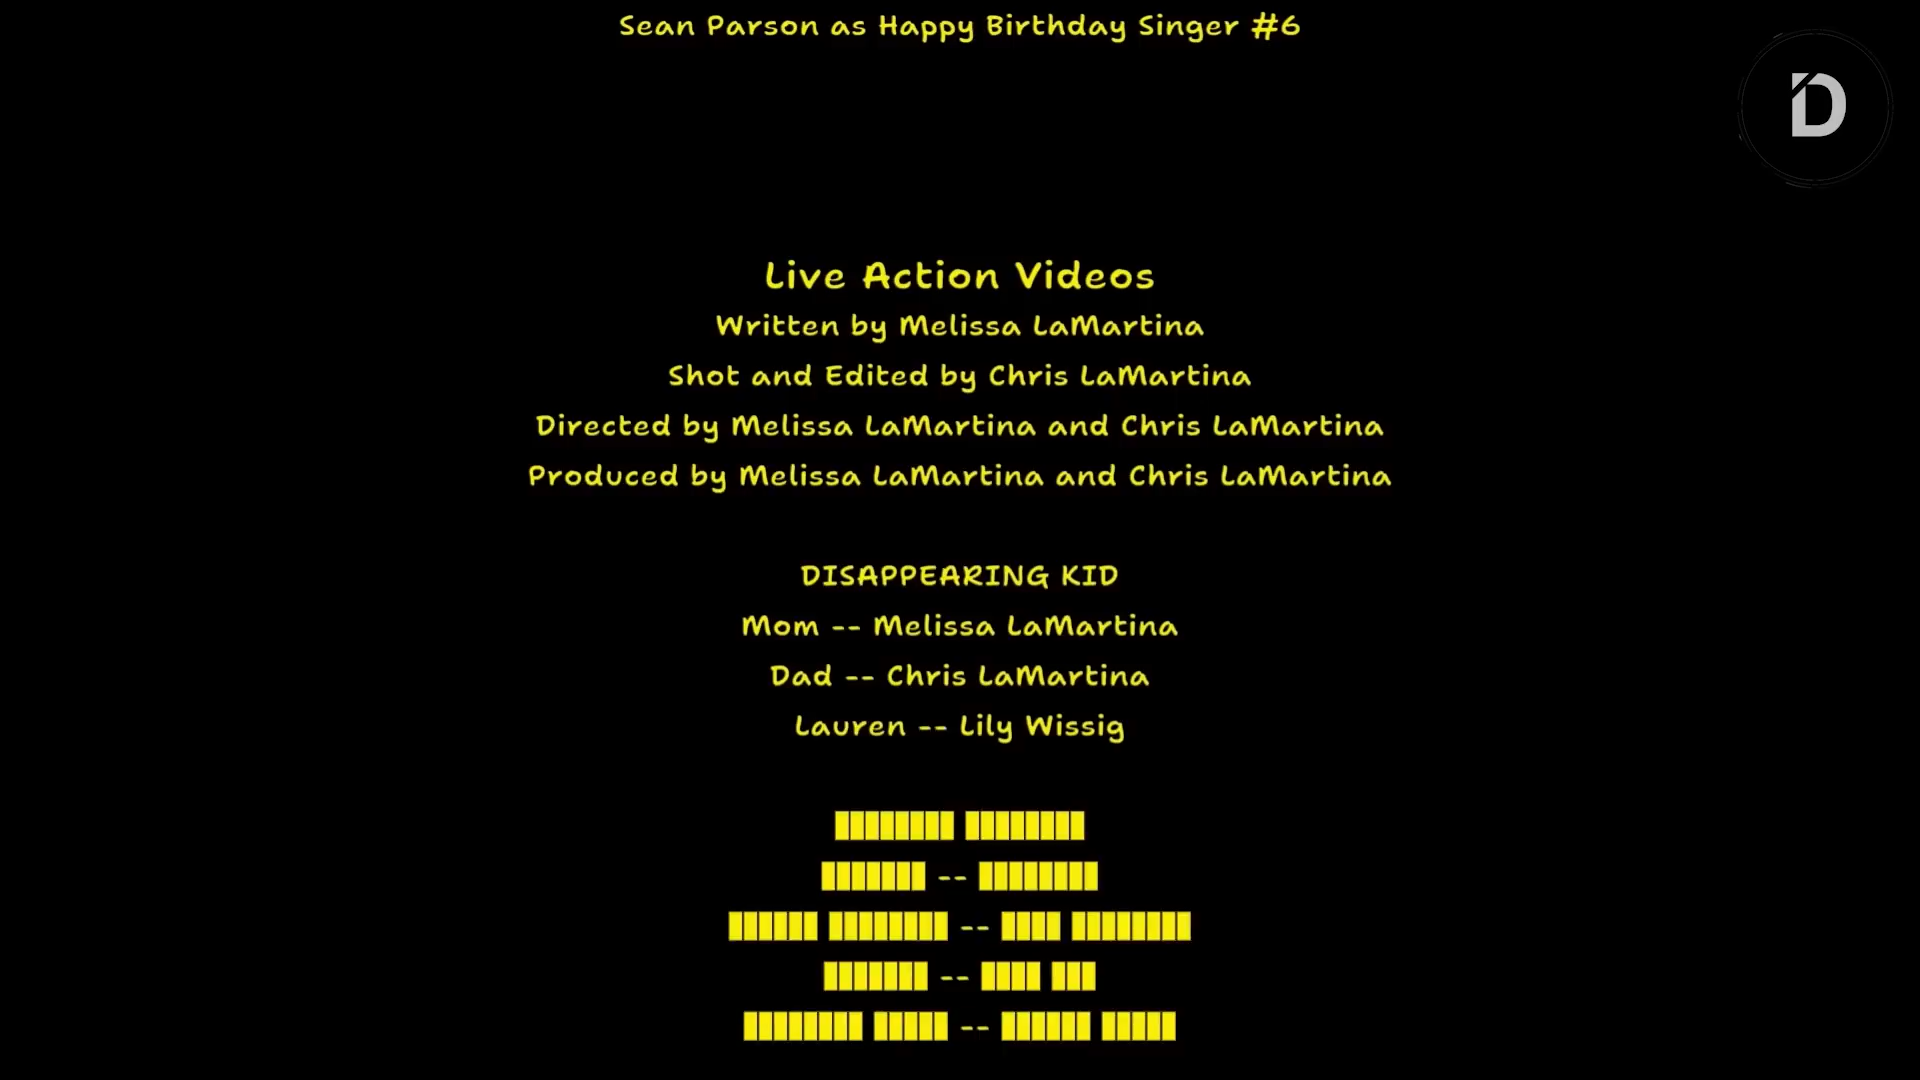 Sean Parson as Happy Birthday Singer #6
D
Live Action Videos
Written by Melissa LaMartina
Shot and Edited by Chris LaMartina
Directed by Melissa LaMartina and Chris LaMartina
Produced by Melissa LaMartina and Chris LaMartina
DISAPPEARING KID
Mom -- Melissa LaMartina
Dad -- Chris LaMartina
Lauren -- Lily Wissig
████████ ████████
███████ -- ████████
██████ ████████ -- ████ ████████
███████ -- ████ ███
████████ █████ -- ██████ █████